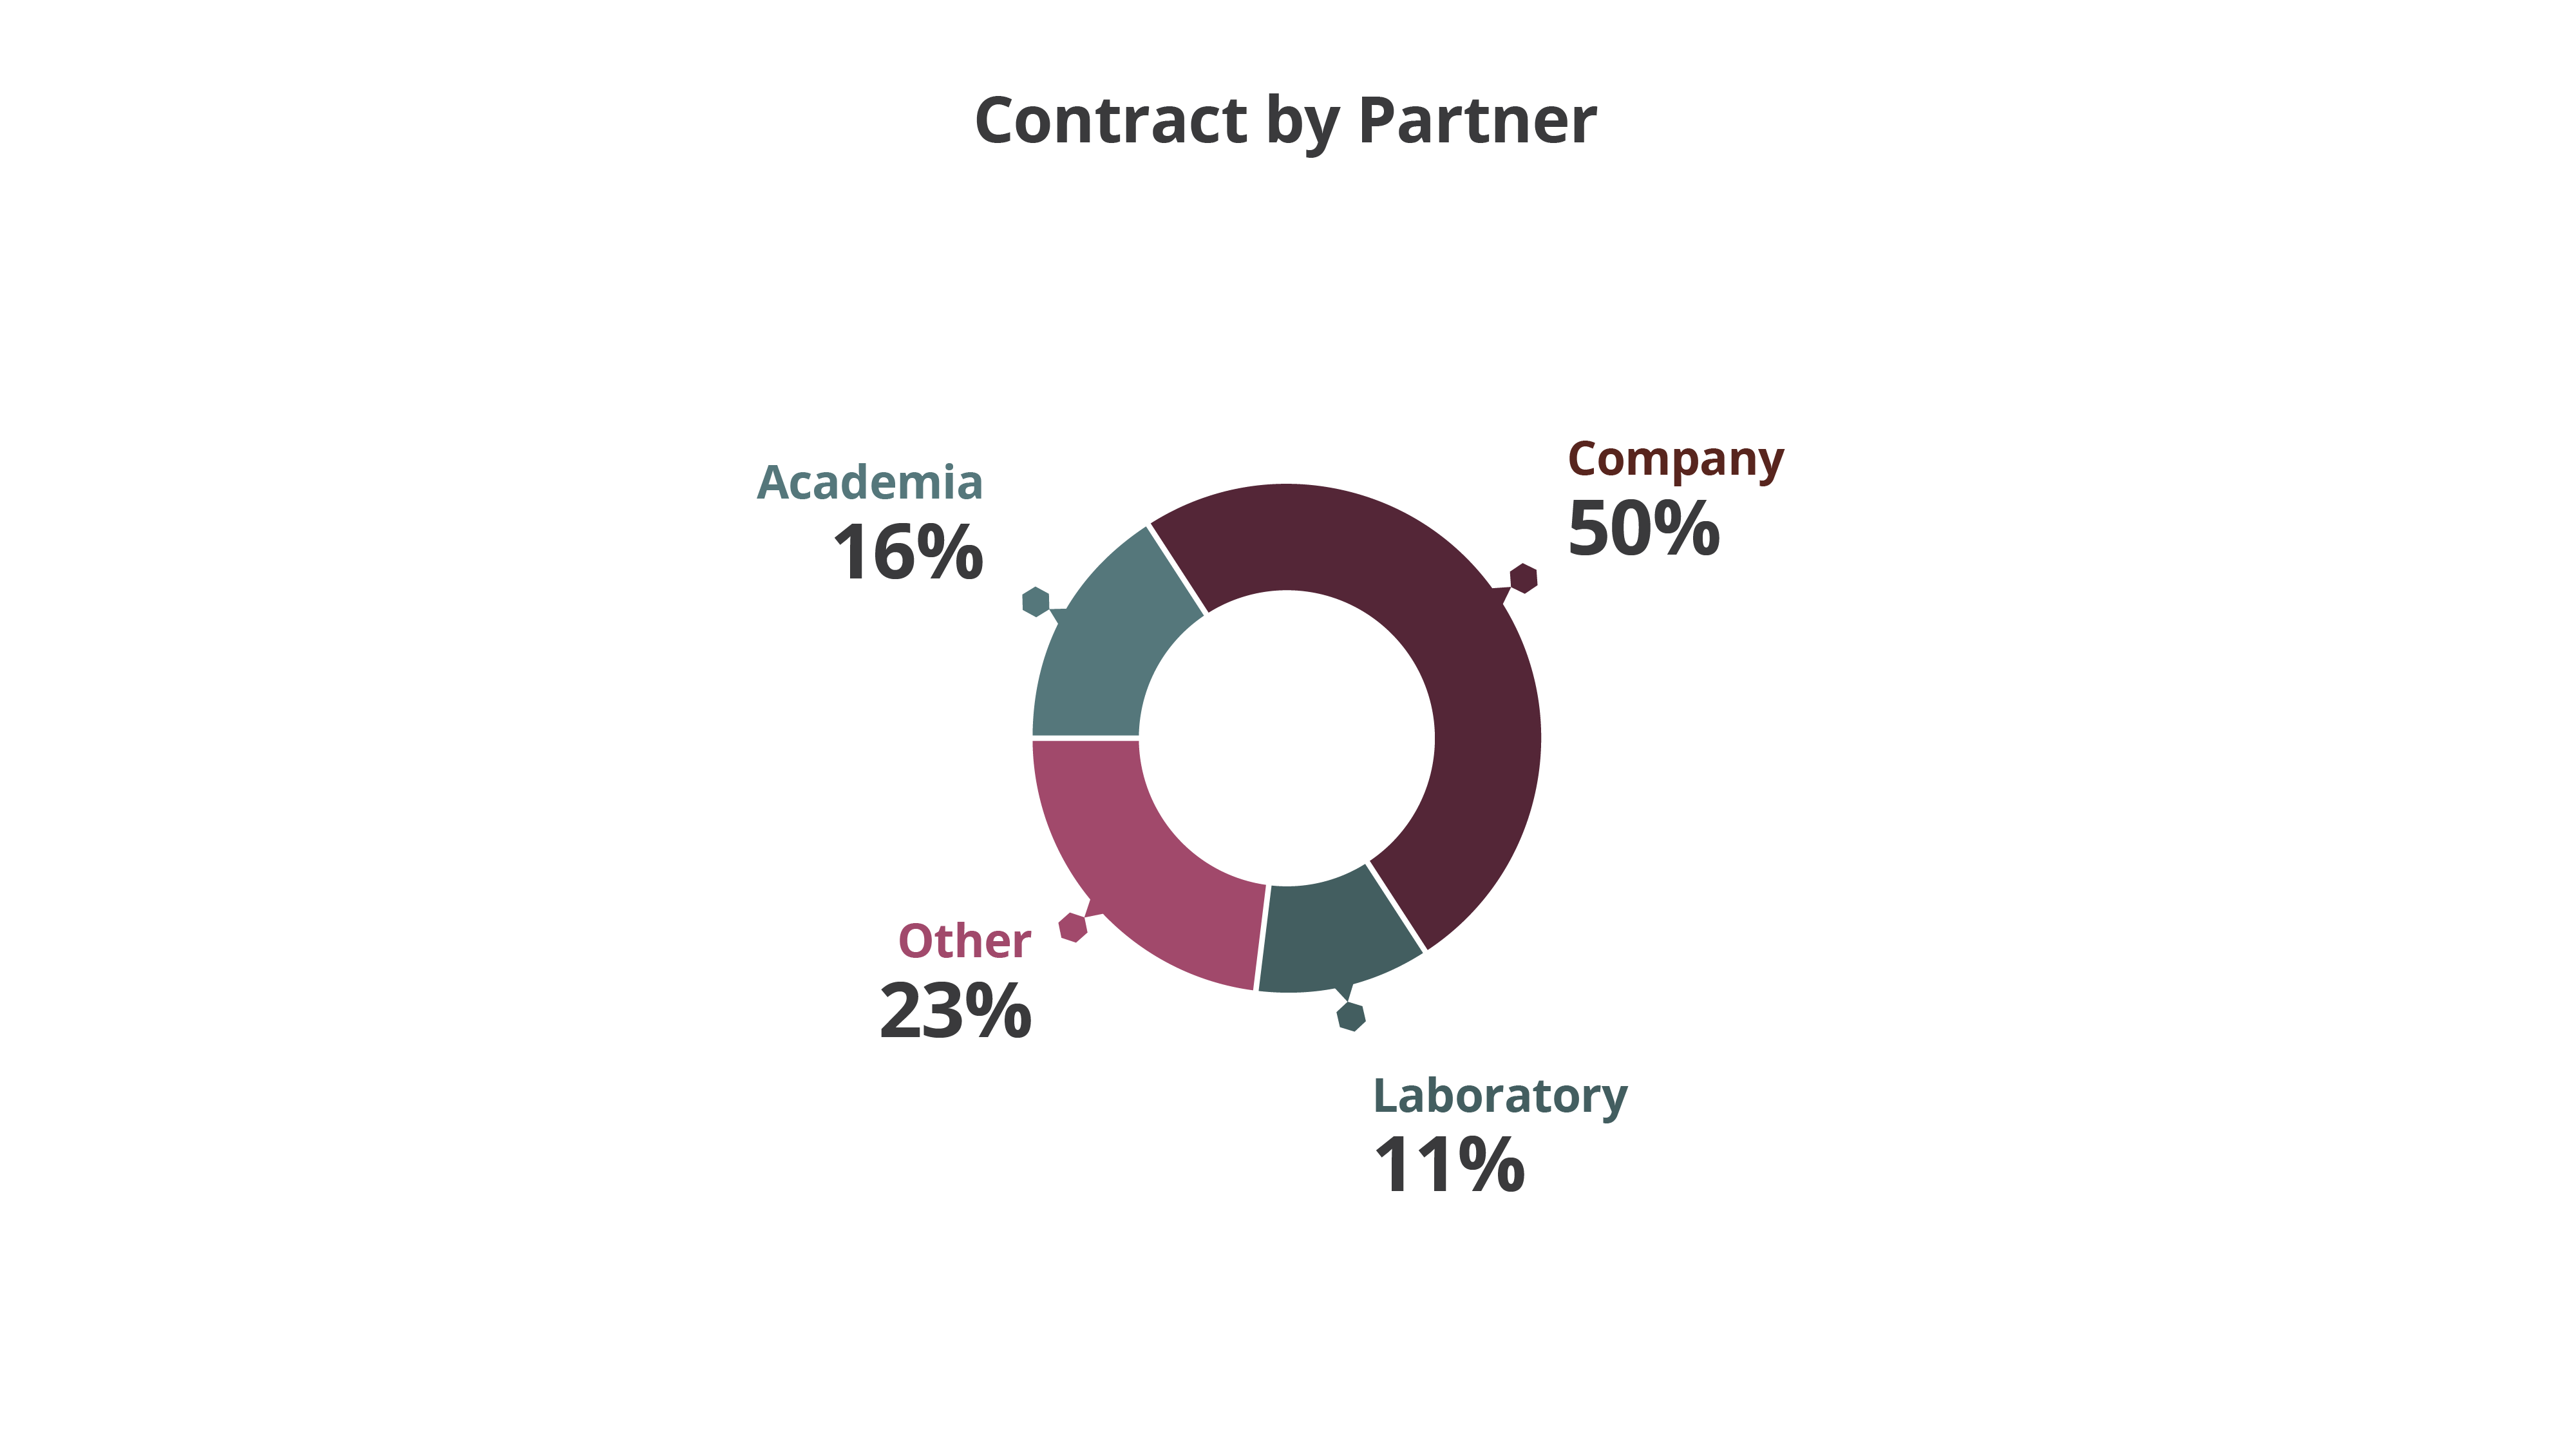 Contract by Partner
Company
50%
Academia
16%
Other
23%
Laboratory
11%